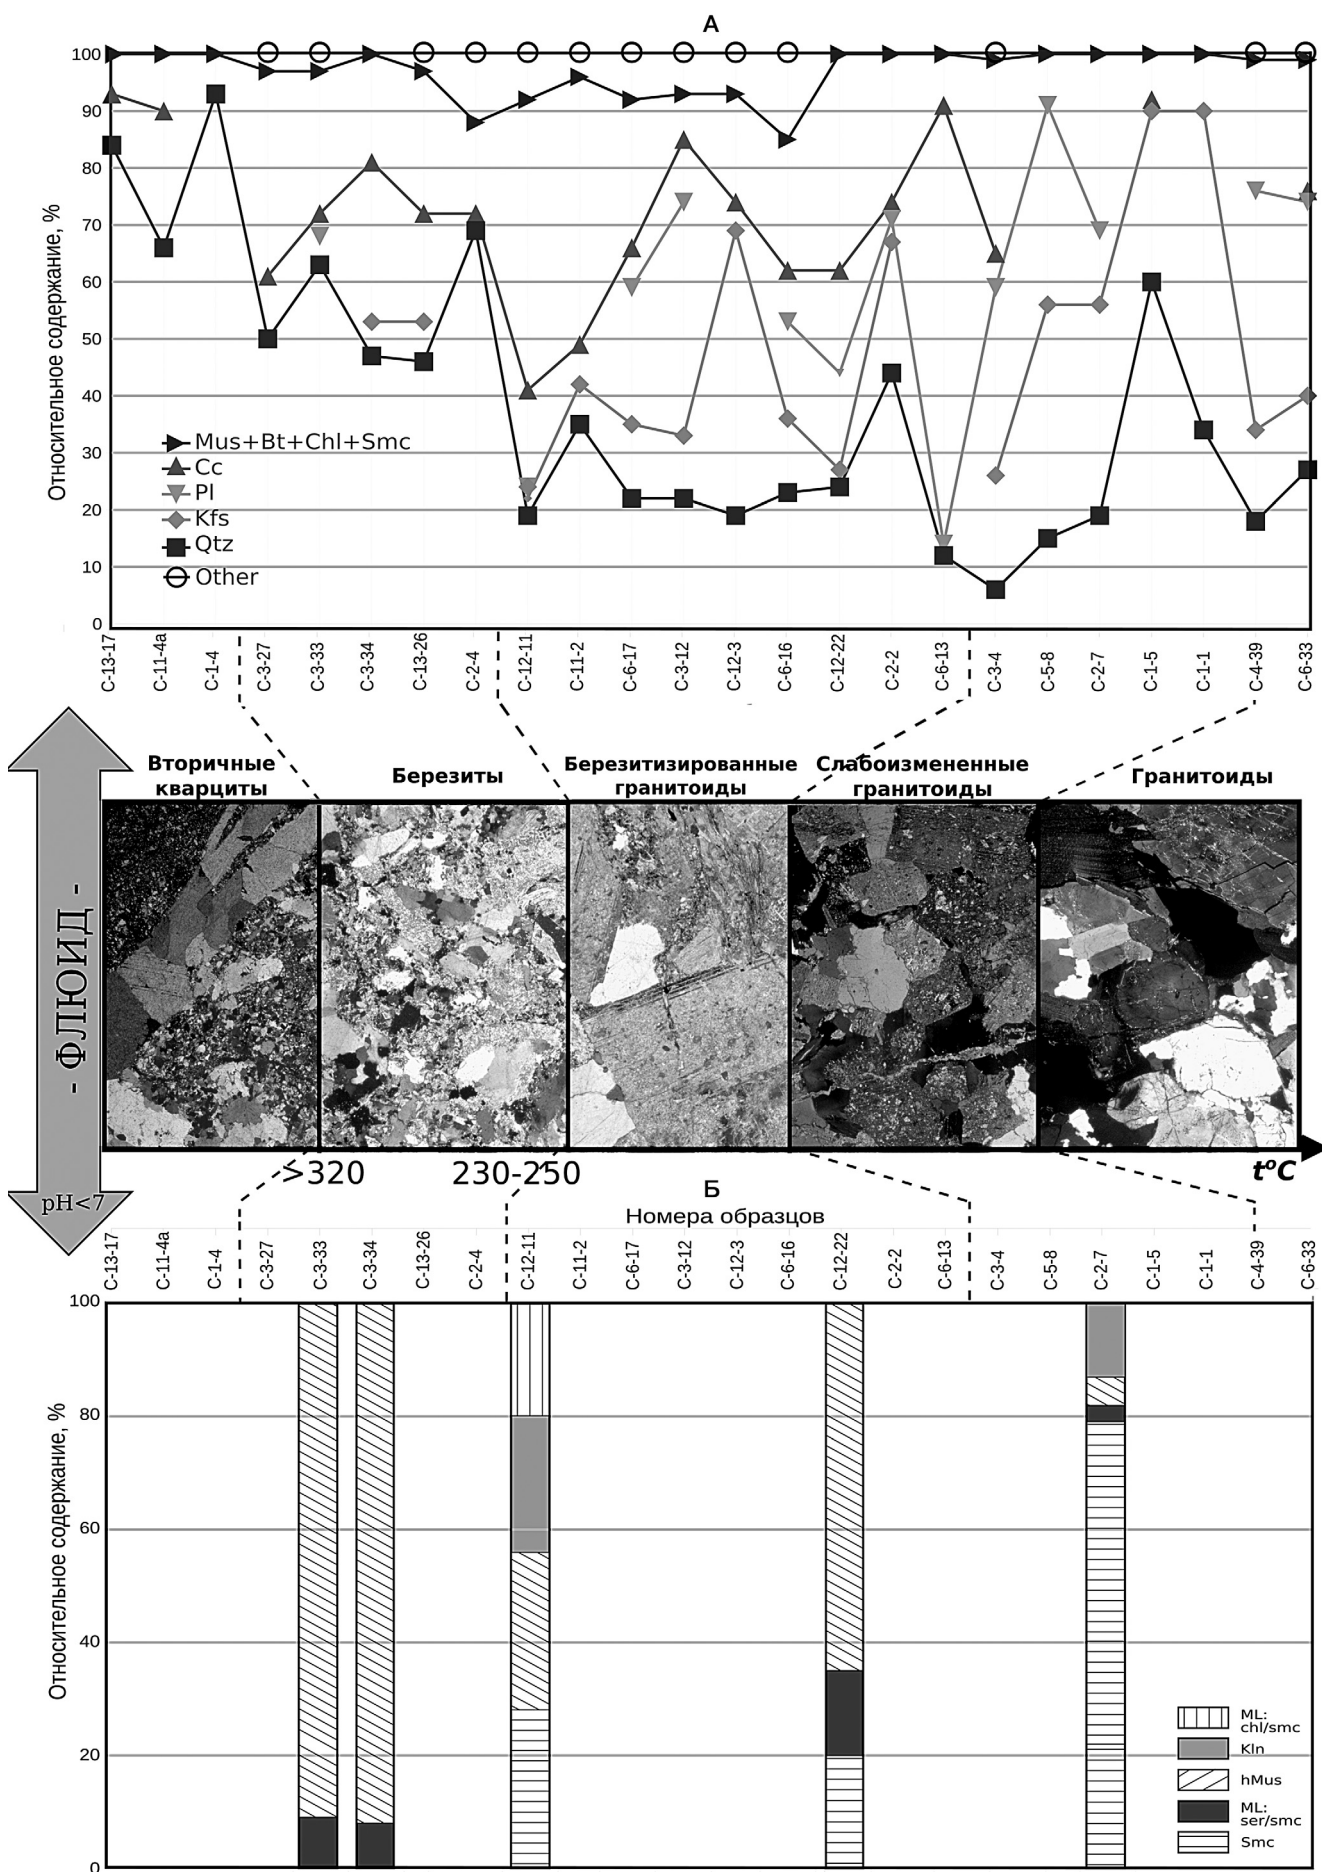 А
Относительное содержание, %
100
90
80
70
60
50
40
30
20
10
0
Mus+Bt+Chl+Smc
Cc
Pl
Kfs
Qtz
Other
С-13-17
С-11-4a
С-1-4
С-3-27
С-3-33
С-3-34
С-13-26
С-2-4
С-12-11
С-11-2
С-6-17
С-3-12
С-12-3
С-6-16
С-12-22
С-2-2
С-6-13
С-3-4
С-5-8
С-2-7
С-1-5
С-1-1
С-4-39
С-6-33
Вторичные
кварциты
Березиты
Березитизированные
гранитоиды
Слабоизмененные
гранитоиды
Гранитоиды
- ФЛЮИД -
pH<7
>320
230-250
t°C
Б
Номера образцов
С-13-17
С-11-4a
С-1-4
С-3-27
С-3-33
С-3-34
С-13-26
С-2-4
С-12-11
С-11-2
С-6-17
С-3-12
С-12-3
С-6-16
С-12-22
С-2-2
С-6-13
С-3-4
С-5-8
С-2-7
С-1-5
С-1-1
С-4-39
С-6-33
Относительное содержание, %
100
80
60
40
20
0
ML:
chl/smc
Kln
hMus
ML:
ser/smc
Smc